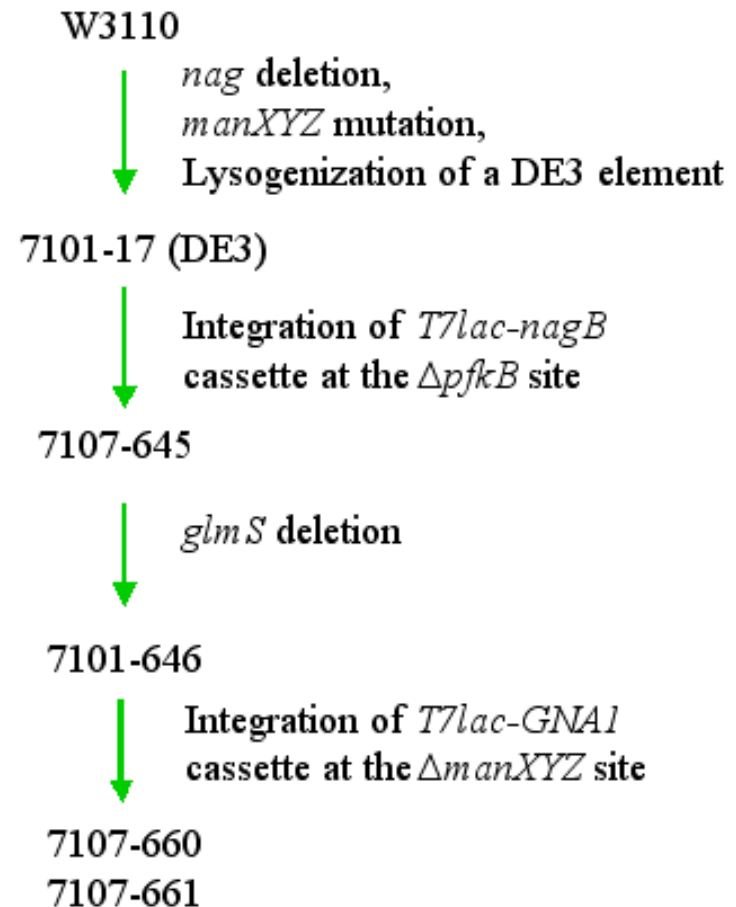 W3110
nag deletion,
manXYZ mutation,
Lysogenization of a DE3 element
7101-17 (DE3)
Integration of T7lac-nagB
cassette at the ΔpfkB site
7107-645
glmS deletion
7101-646
Integration of T7lac-GNA1
cassette at the ΔmanXYZ site
7107-660
7107-661